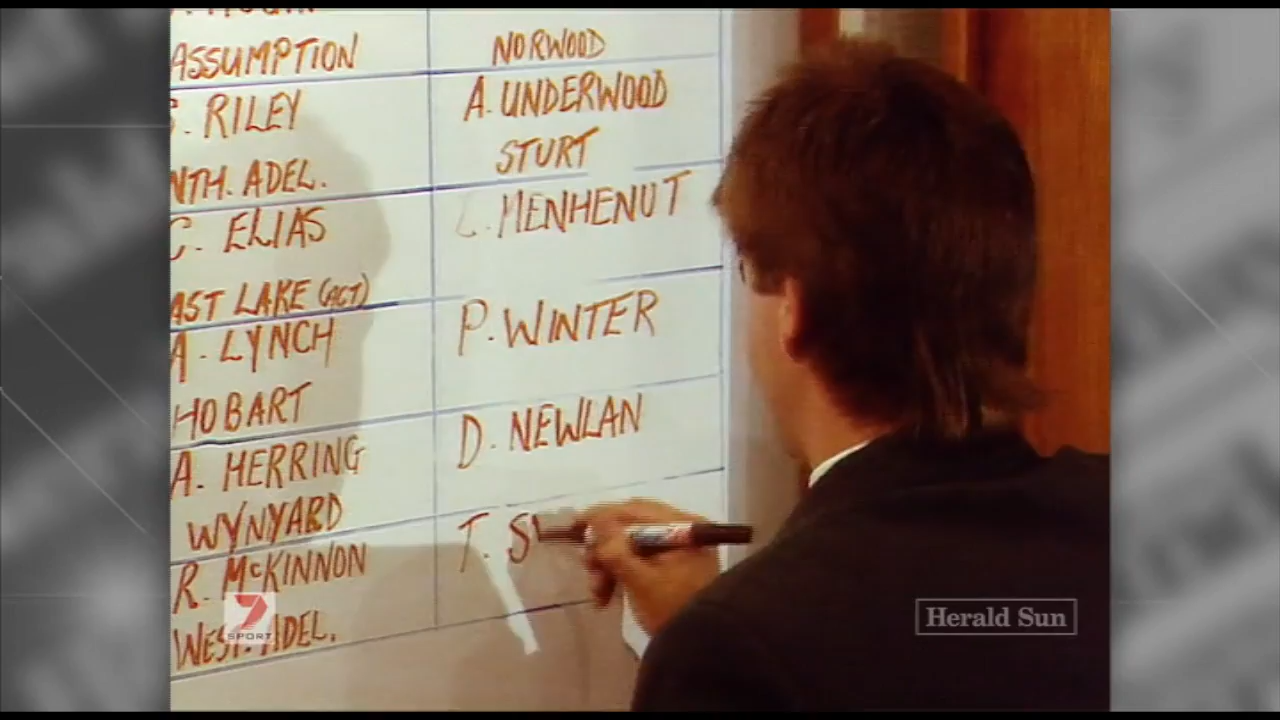 ASSUMPTION
RILEY
NTH. ADEL.
C. ELIAS
AST LAKE (ACT)
A. LYNCH
HOBART
A. HERRING
WYNYARD
R. McKINNON
WEST. ADEL.
NORWOOD
A. UNDERWOOD
STURT
MENHENUT
P. WINTER
D. NEWLAN
T. S
7
SPORT
Herald Sun